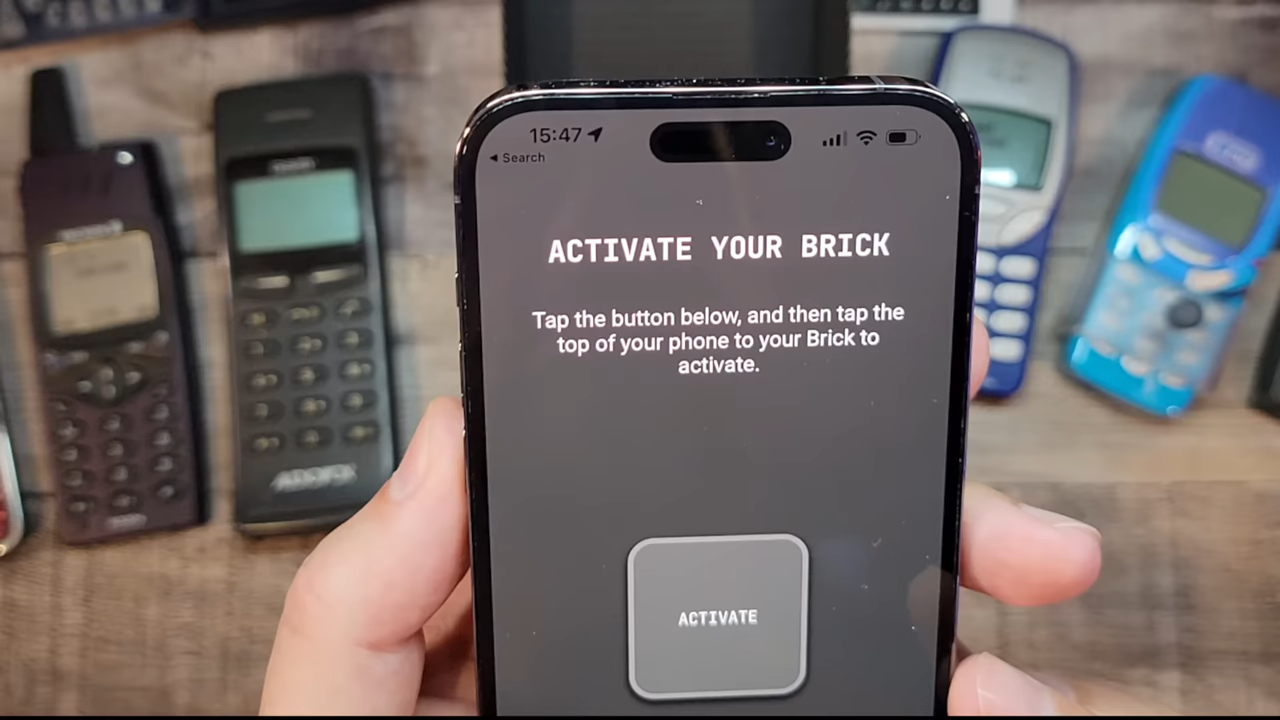 15:47
◀ Search
ACTIVATE YOUR BRICK
Tap the button below, and then tap the
top of your phone to your Brick to
activate.
ACTIVATE